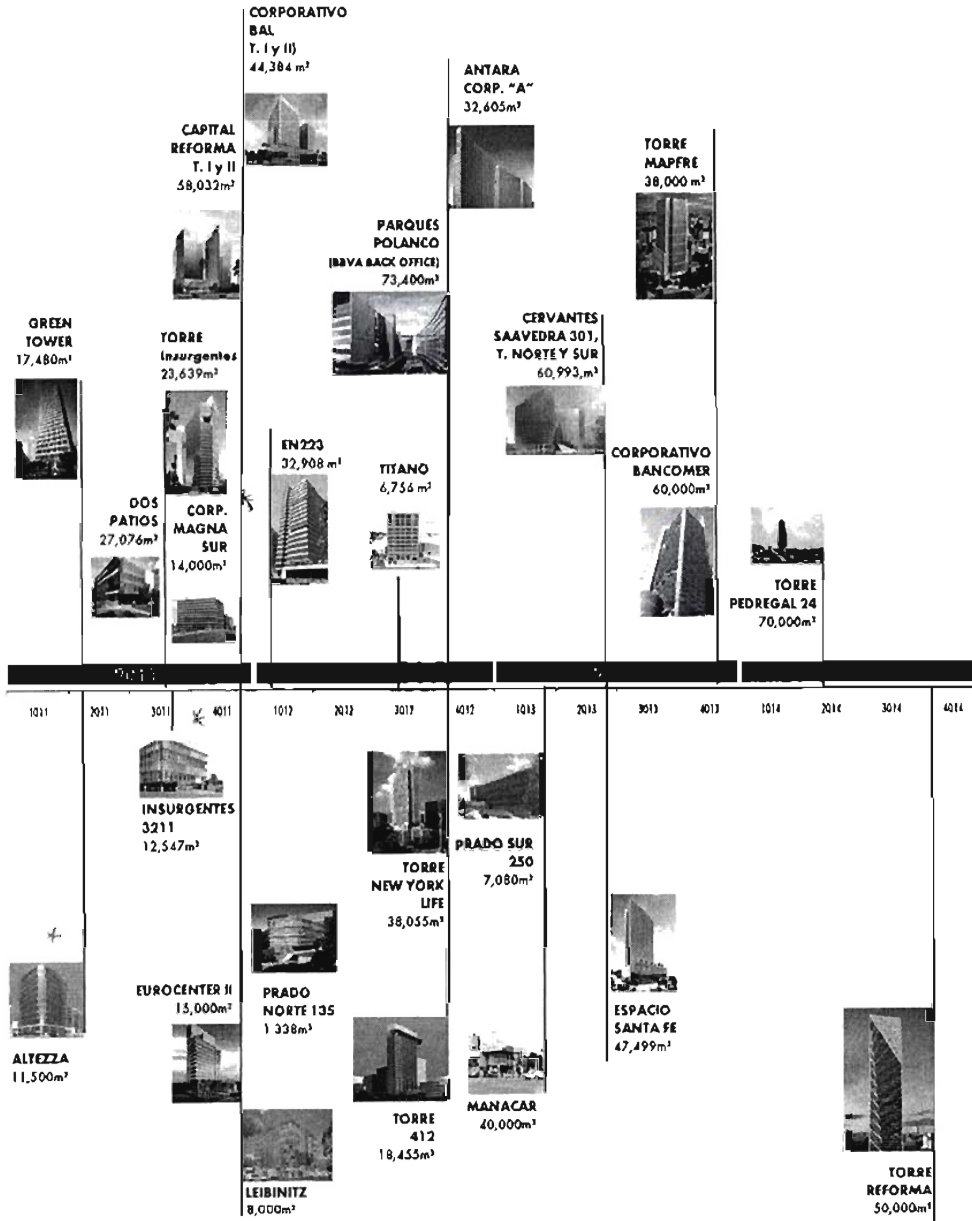 CORPORATIVO
BAL
T. I y II)
44,384 m²
ANTARA
CORP. "A"
32,605m²
CAPITAL
REFORMA
T. I y II
58,032m²
TORRE
MAPFRE
38,000 m²
PARQUES
POLANCO
(BBVA BACK OFFICE)
73,400m²
GREEN
TOWER
17,480m²
TORRE
Insurgentes
23,639m²
CERVANTES
SAAVEDRA 301,
T. NORTE Y SUR
60,993,m²
EN223
32,908 m²
TITANO
6,756 m²
CORPORATIVO
BANCOMER
60,000m²
DOS
PATIOS
27,076m²
CORP.
MAGNA
SUR
14,000m²
TORRE
PEDREGAL 24
70,000m²
1Q11 2Q11 3Q11 4Q11 1Q12 2Q12 3Q12 4Q12 1Q13 2Q13 3Q13 4Q13 1Q14 2Q14 3Q14 4Q14
INSURGENTES
3211
12,547m²
PRADO SUR
250
7,080m²
TORRE
NEW YORK
LIFE
38,055m²
EUROCENTER II
15,000m²
PRADO
NORTE 135
1 338m²
ESPACIO
SANTA FE
47,499m²
ALTEZZA
11,500m²
TORRE
412
18,455m²
MANACAR
40,000m²
LEIBINITZ
8,000m²
TORRE
REFORMA
50,000m²